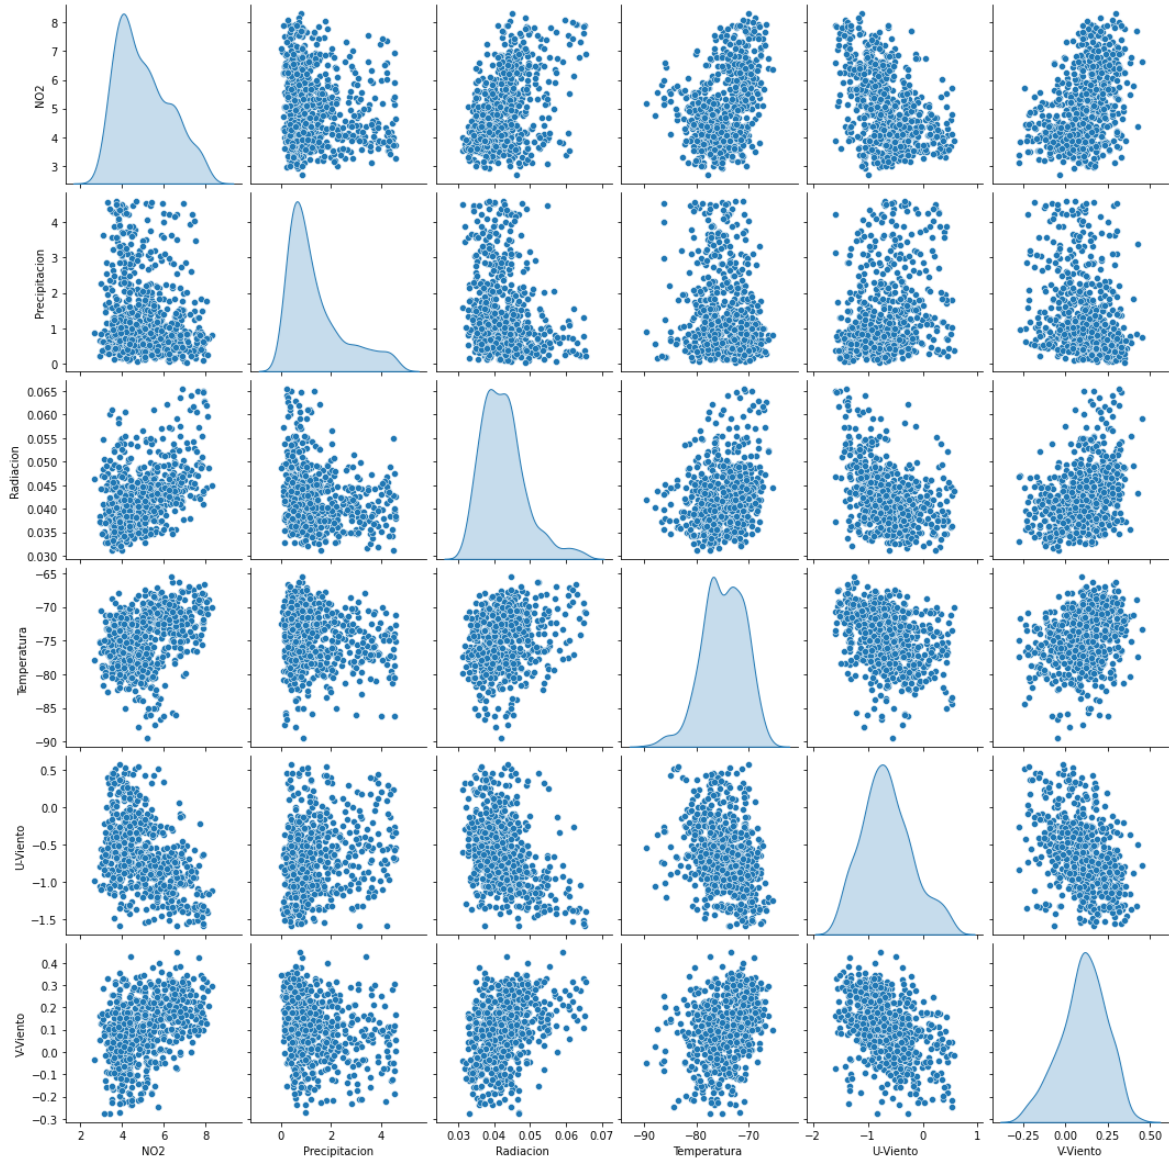 8
7
6
5
4
3
NO2
4
3
2
1
0
Precipitacion
0.065
0.060
0.055
0.050
0.045
0.040
0.035
0.030
Radiacion
−65
−70
−75
−80
−85
−90
Temperatura
0.5
0.0
−0.5
−1.0
−1.5
U-Viento
0.4
0.3
0.2
0.1
0.0
−0.1
−0.2
−0.3
V-Viento
2 4 6 8
NO2
0 2 4
Precipitacion
0.03 0.04 0.05 0.06 0.07
Radiacion
−90 −80 −70
Temperatura
−2 −1 0 1
U-Viento
−0.25 0.00 0.25 0.50
V-Viento